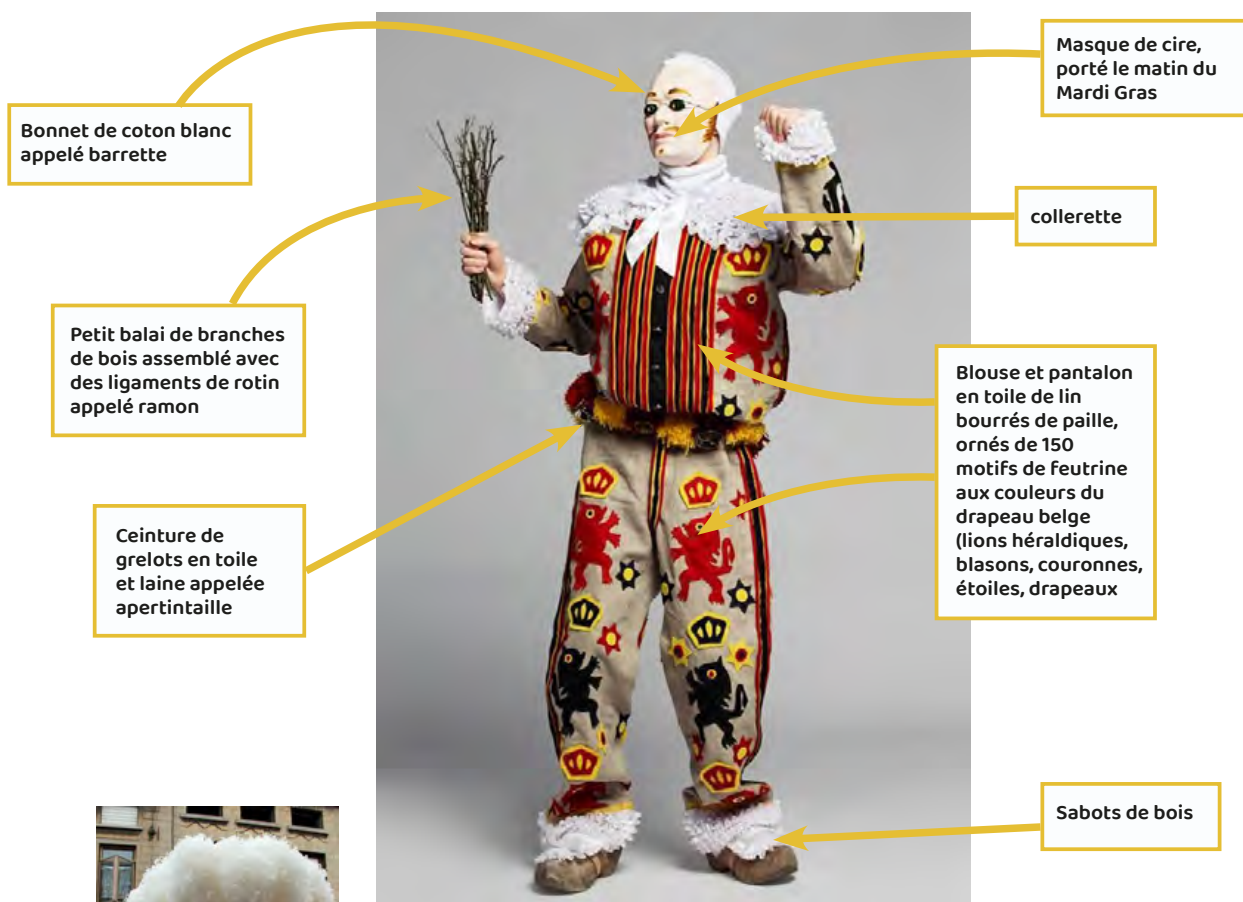 Masque de cire,
porté le matin du
Mardi Gras
Bonnet de coton blanc
appelé barrette
collerette
Petit balai de branches
de bois assemblé avec
des ligaments de rotin
appelé ramon
Blouse et pantalon
en toile de lin
bourrés de paille,
ornés de 150
motifs de feutrine
aux couleurs du
drapeau belge
(lions héraldiques,
blasons, couronnes,
étoiles, drapeaux
Ceinture de
grelots en toile
et laine appelée
apertintaille
Sabots de bois